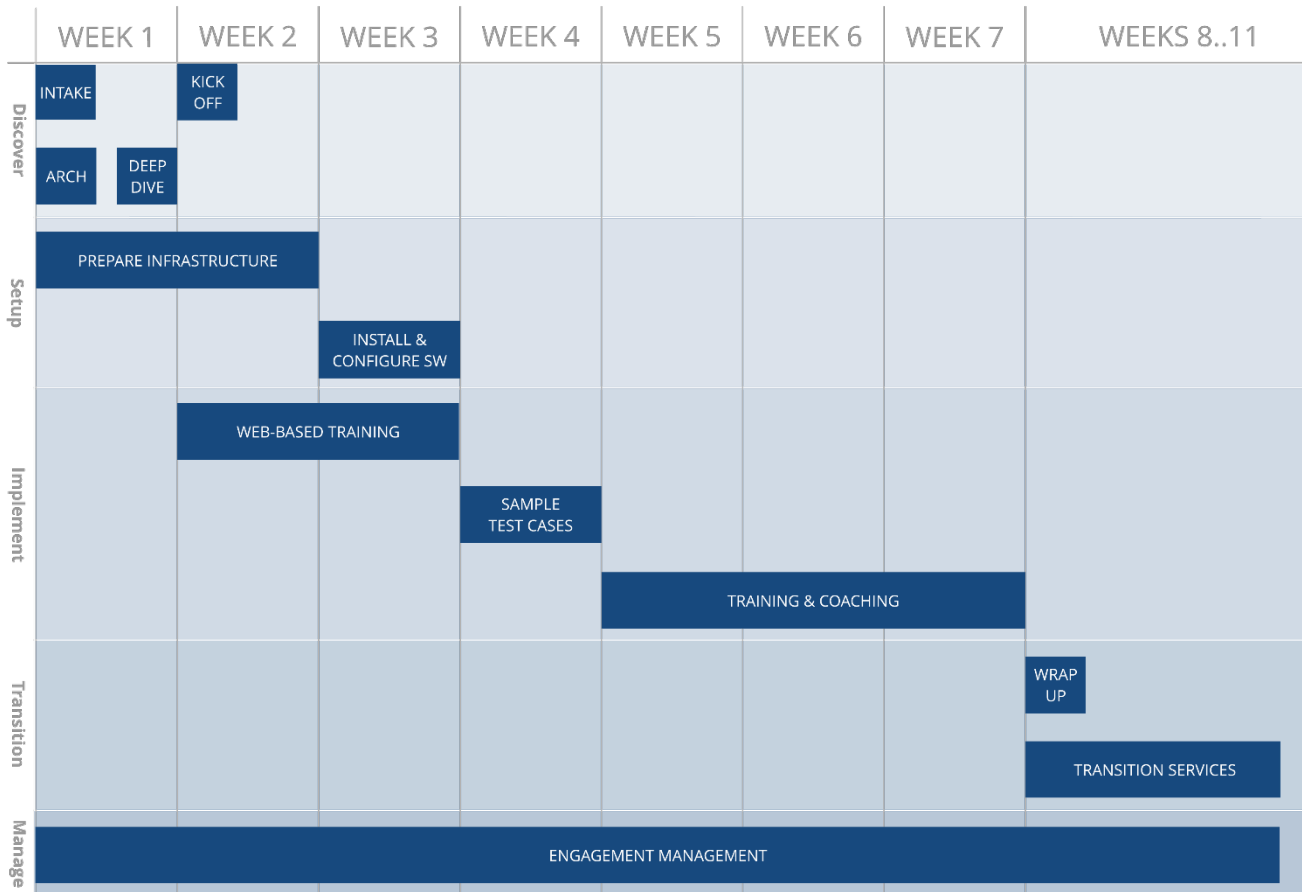 WEEK 1
WEEK 2
WEEK 3
WEEK 4
WEEK 5
WEEK 6
WEEK 7
WEEKS 8..11
Discover
INTAKE
KICK
OFF
ARCH
DEEP
DIVE
Setup
PREPARE INFRASTRUCTURE
INSTALL &
CONFIGURE SW
Implement
WEB-BASED TRAINING
SAMPLE
TEST CASES
TRAINING & COACHING
Transition
WRAP
UP
TRANSITION SERVICES
Manage
ENGAGEMENT MANAGEMENT